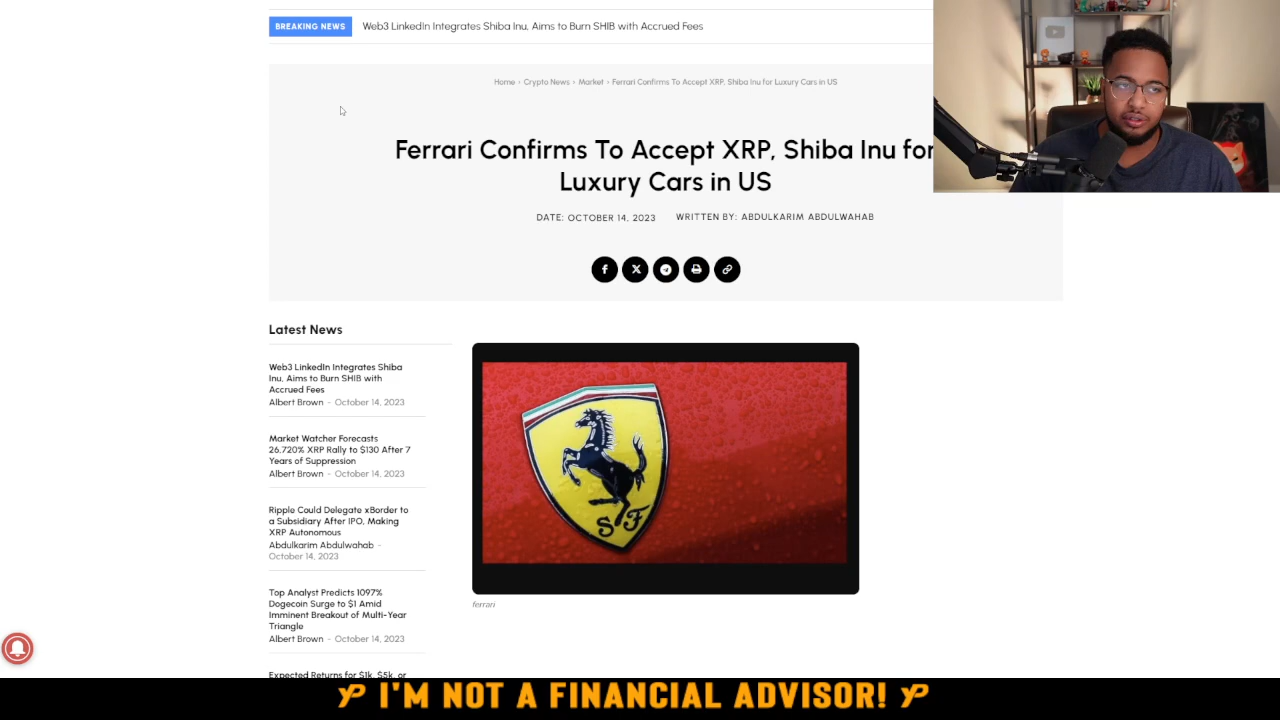 BREAKING NEWS Web3 LinkedIn Integrates Shiba Inu, Aims to Burn SHIB with Accrued Fees
Home › Crypto News › Market › Ferrari Confirms To Accept XRP, Shiba Inu for Luxury Cars in US
Ferrari Confirms To Accept XRP, Shiba Inu for
Luxury Cars in US
DATE: OCTOBER 14, 2023 WRITTEN BY: ABDULKARIM ABDULWAHAB
Latest News
Web3 LinkedIn Integrates Shiba
Inu, Aims to Burn SHIB with
Accrued Fees
Albert Brown - October 14, 2023
Market Watcher Forecasts
26,720% XRP Rally to $130 After 7
Years of Suppression
Albert Brown - October 14, 2023
Ripple Could Delegate xBorder to
a Subsidiary After IPO, Making
XRP Autonomous
Abdulkarim Abdulwahab -
October 14, 2023
Top Analyst Predicts 1097%
Dogecoin Surge to $1 Amid
Imminent Breakout of Multi-Year
Triangle
Albert Brown - October 14, 2023
Expected Returns for $1k, $5k, or
S F
ferrari
I'M NOT A FINANCIAL ADVISOR!